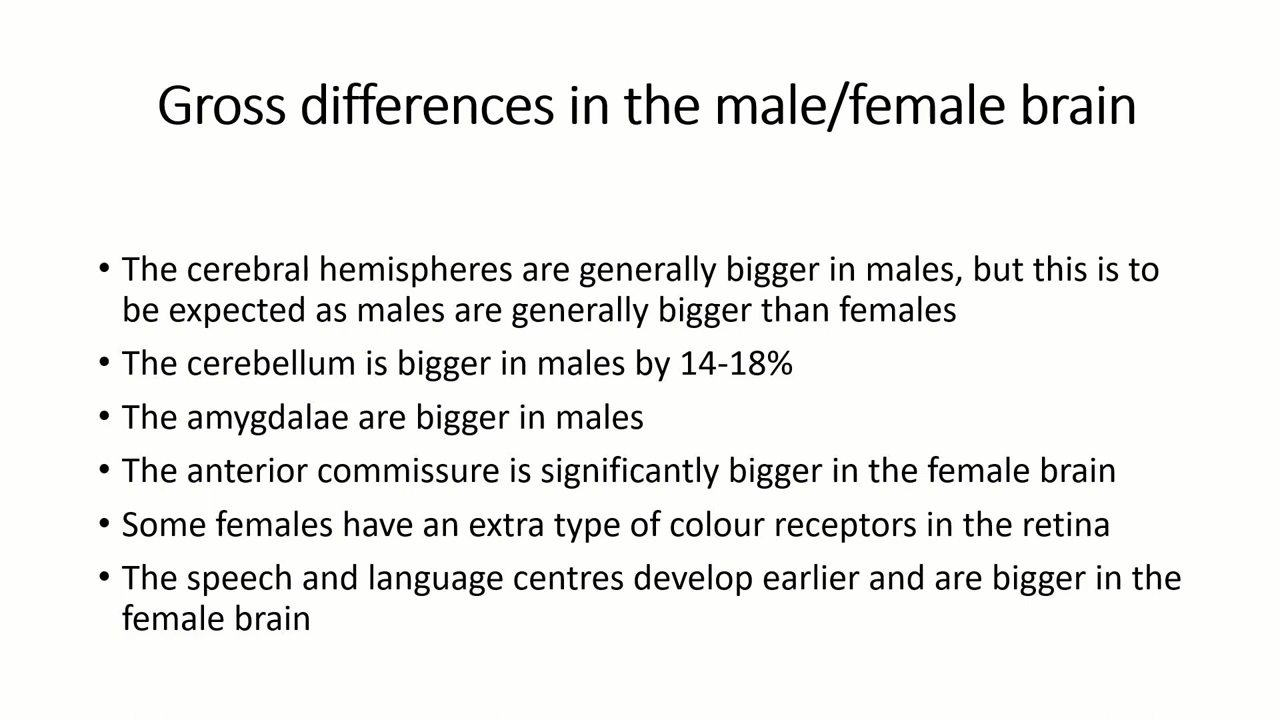 Gross differences in the male/female brain
• The cerebral hemispheres are generally bigger in males, but this is to
be expected as males are generally bigger than females
• The cerebellum is bigger in males by 14-18%
• The amygdalae are bigger in males
• The anterior commissure is significantly bigger in the female brain
• Some females have an extra type of colour receptors in the retina
• The speech and language centres develop earlier and are bigger in the
female brain